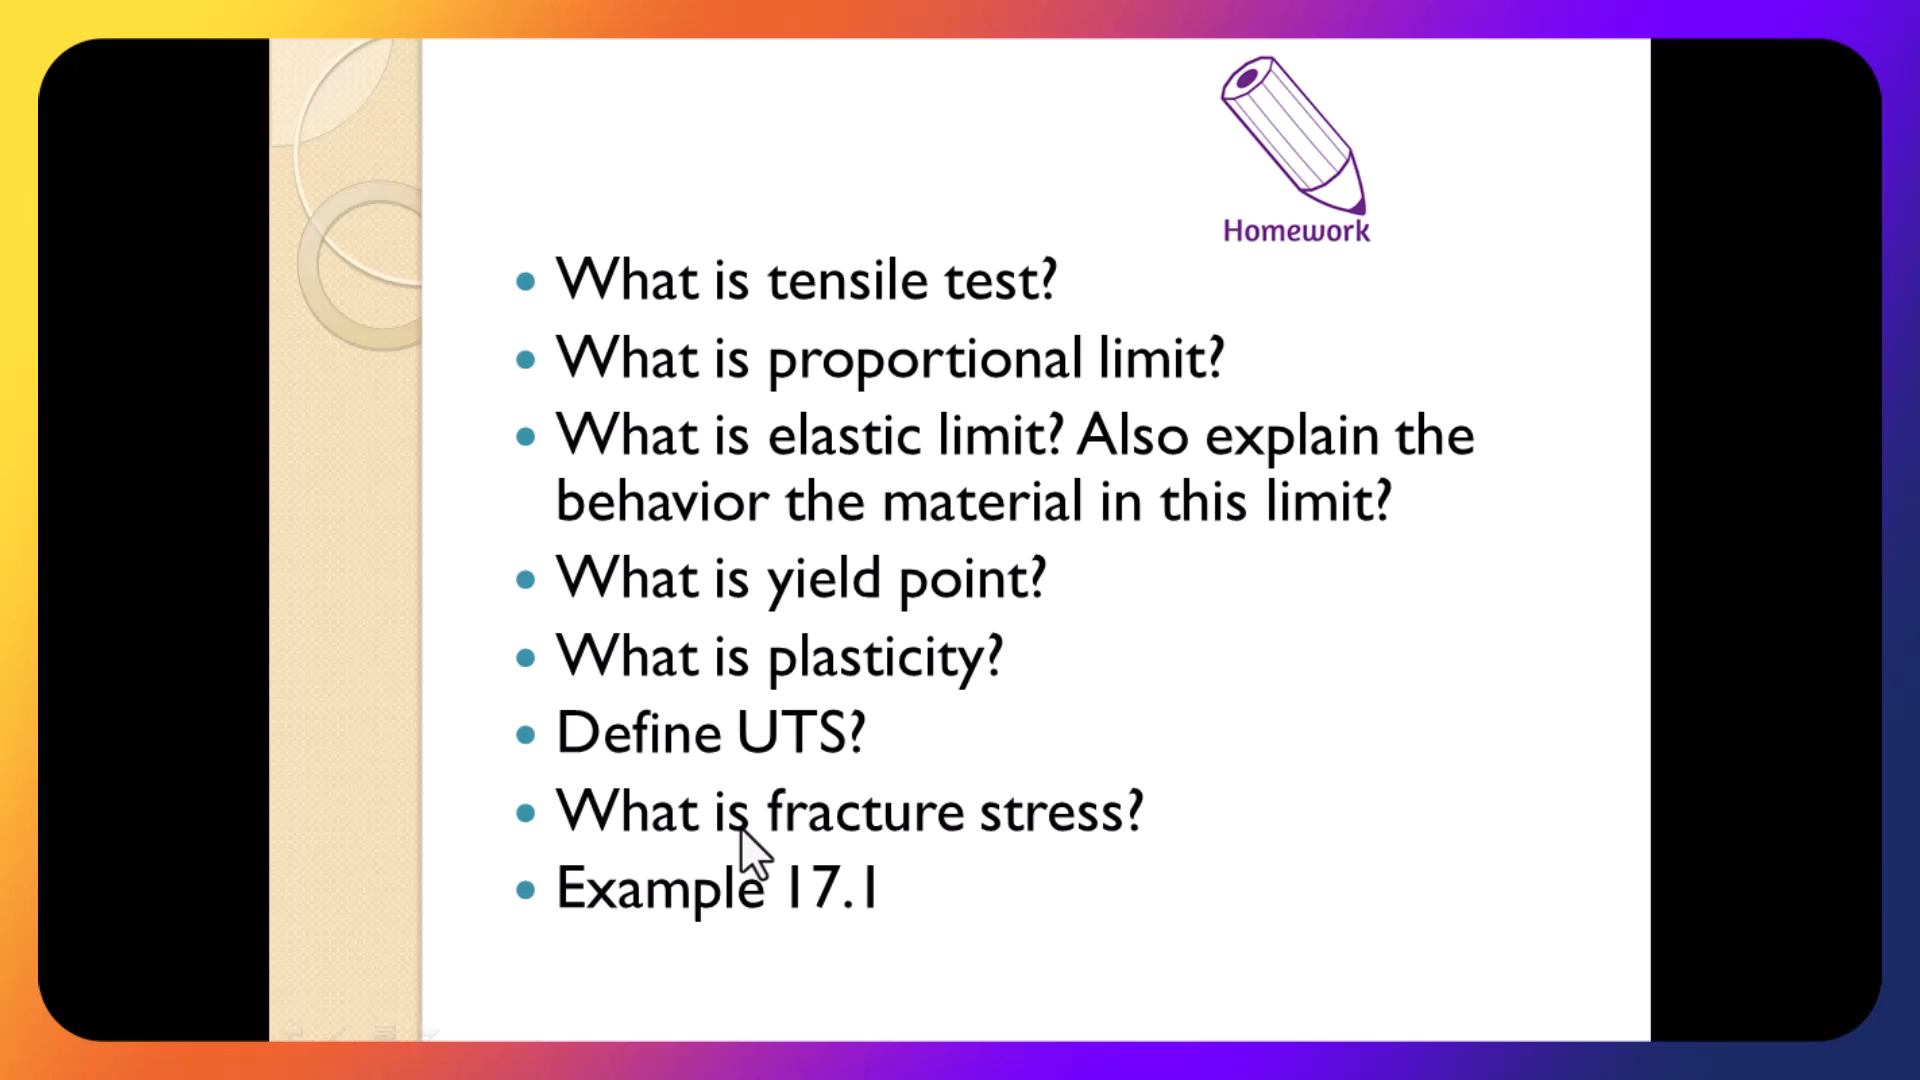 Homework
• What is tensile test?
• What is proportional limit?
• What is elastic limit? Also explain the
behavior the material in this limit?
• What is yield point?
• What is plasticity?
• Define UTS?
• What is fracture stress?
• Example 17.1